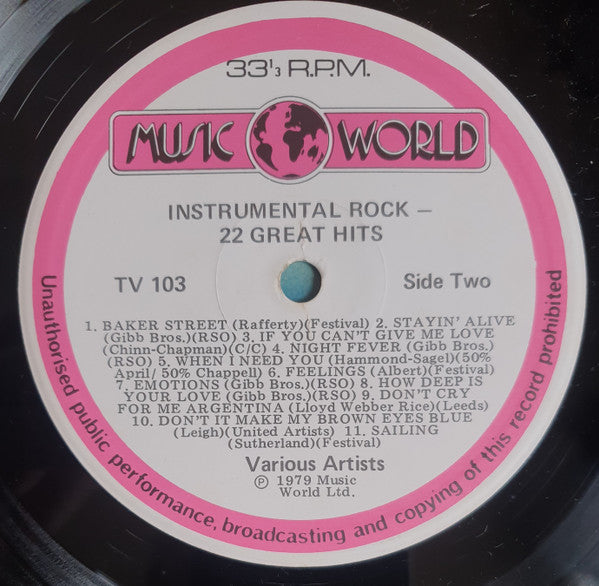 33⅓ R.P.M.
MUSIC WORLD
INSTRUMENTAL ROCK –
22 GREAT HITS
TV 103
Side Two
1. BAKER STREET (Rafferty)(Festival) 2. STAYIN' ALIVE
(Gibb Bros.)(RSO) 3. IF YOU CAN'T GIVE ME LOVE
(Chinn-Chapman)(C/C) 4. NIGHT FEVER (Gibb Bros.)
(RSO) 5. WHEN I NEED YOU (Hammond-Sagel)(50%
April/ 50% Chappell) 6. FEELINGS (Albert)(Festival)
7. EMOTIONS (Gibb Bros.)(RSO) 8. HOW DEEP IS
YOUR LOVE (Gibb Bros.)(RSO) 9. DON'T CRY
FOR ME ARGENTINA (Lloyd Webber Rice)(Leeds)
10. DON'T IT MAKE MY BROWN EYES BLUE
(Leigh)(United Artists) 11. SAILING
(Sutherland)(Festival)
Various Artists
℗ 1979 Music
World Ltd.
Unauthorised public performance, broadcasting and copying of this record prohibited